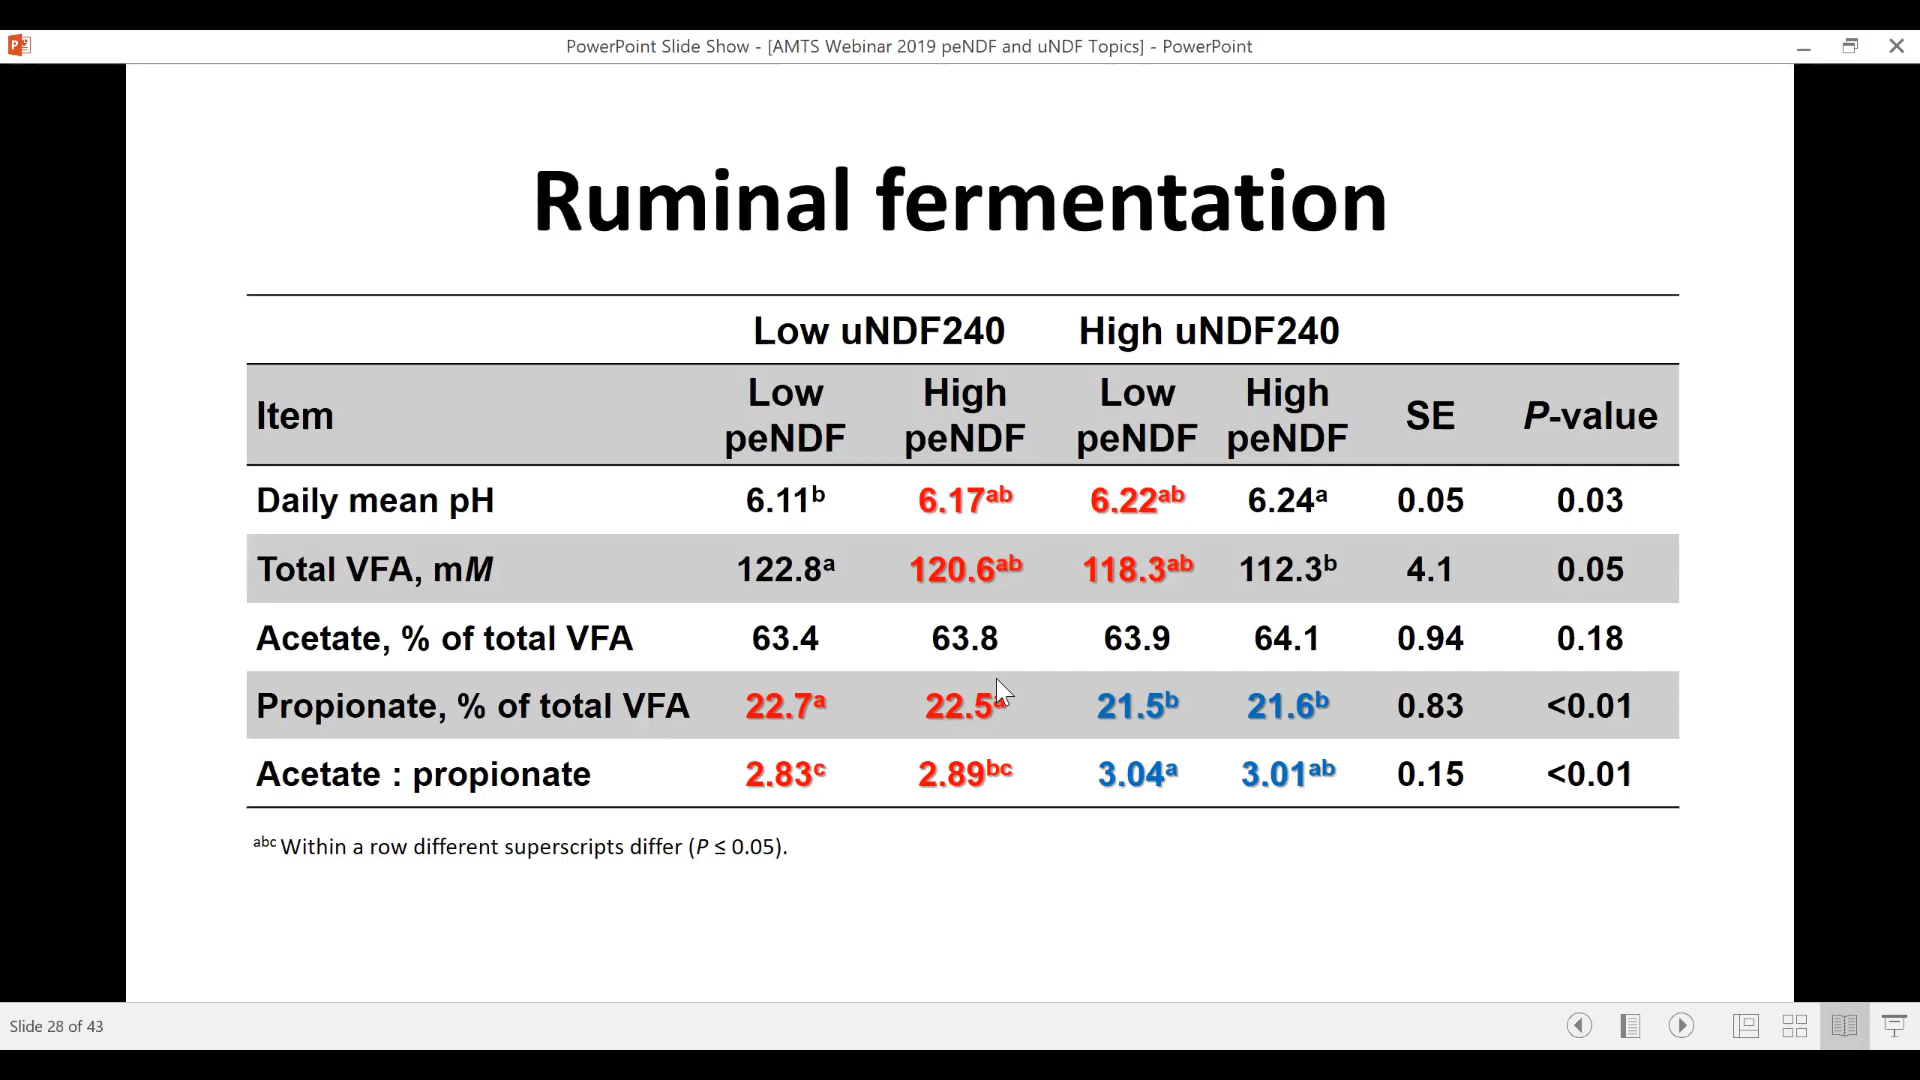 PowerPoint Slide Show - [AMTS Webinar 2019 peNDF and uNDF Topics] - PowerPoint
Ruminal fermentation
Low uNDF240 High uNDF240
Item Low peNDF High peNDF Low peNDF High peNDF SE P-value
Daily mean pH 6.11b 6.17ab 6.22ab 6.24a 0.05 0.03
Total VFA, mM 122.8a 120.6ab 118.3ab 112.3b 4.1 0.05
Acetate, % of total VFA 63.4 63.8 63.9 64.1 0.94 0.18
Propionate, % of total VFA 22.7a 22.5 21.5b 21.6b 0.83 <0.01
Acetate : propionate 2.83c 2.89bc 3.04a 3.01ab 0.15 <0.01
abc Within a row different superscripts differ (P ≤ 0.05).
Slide 28 of 43